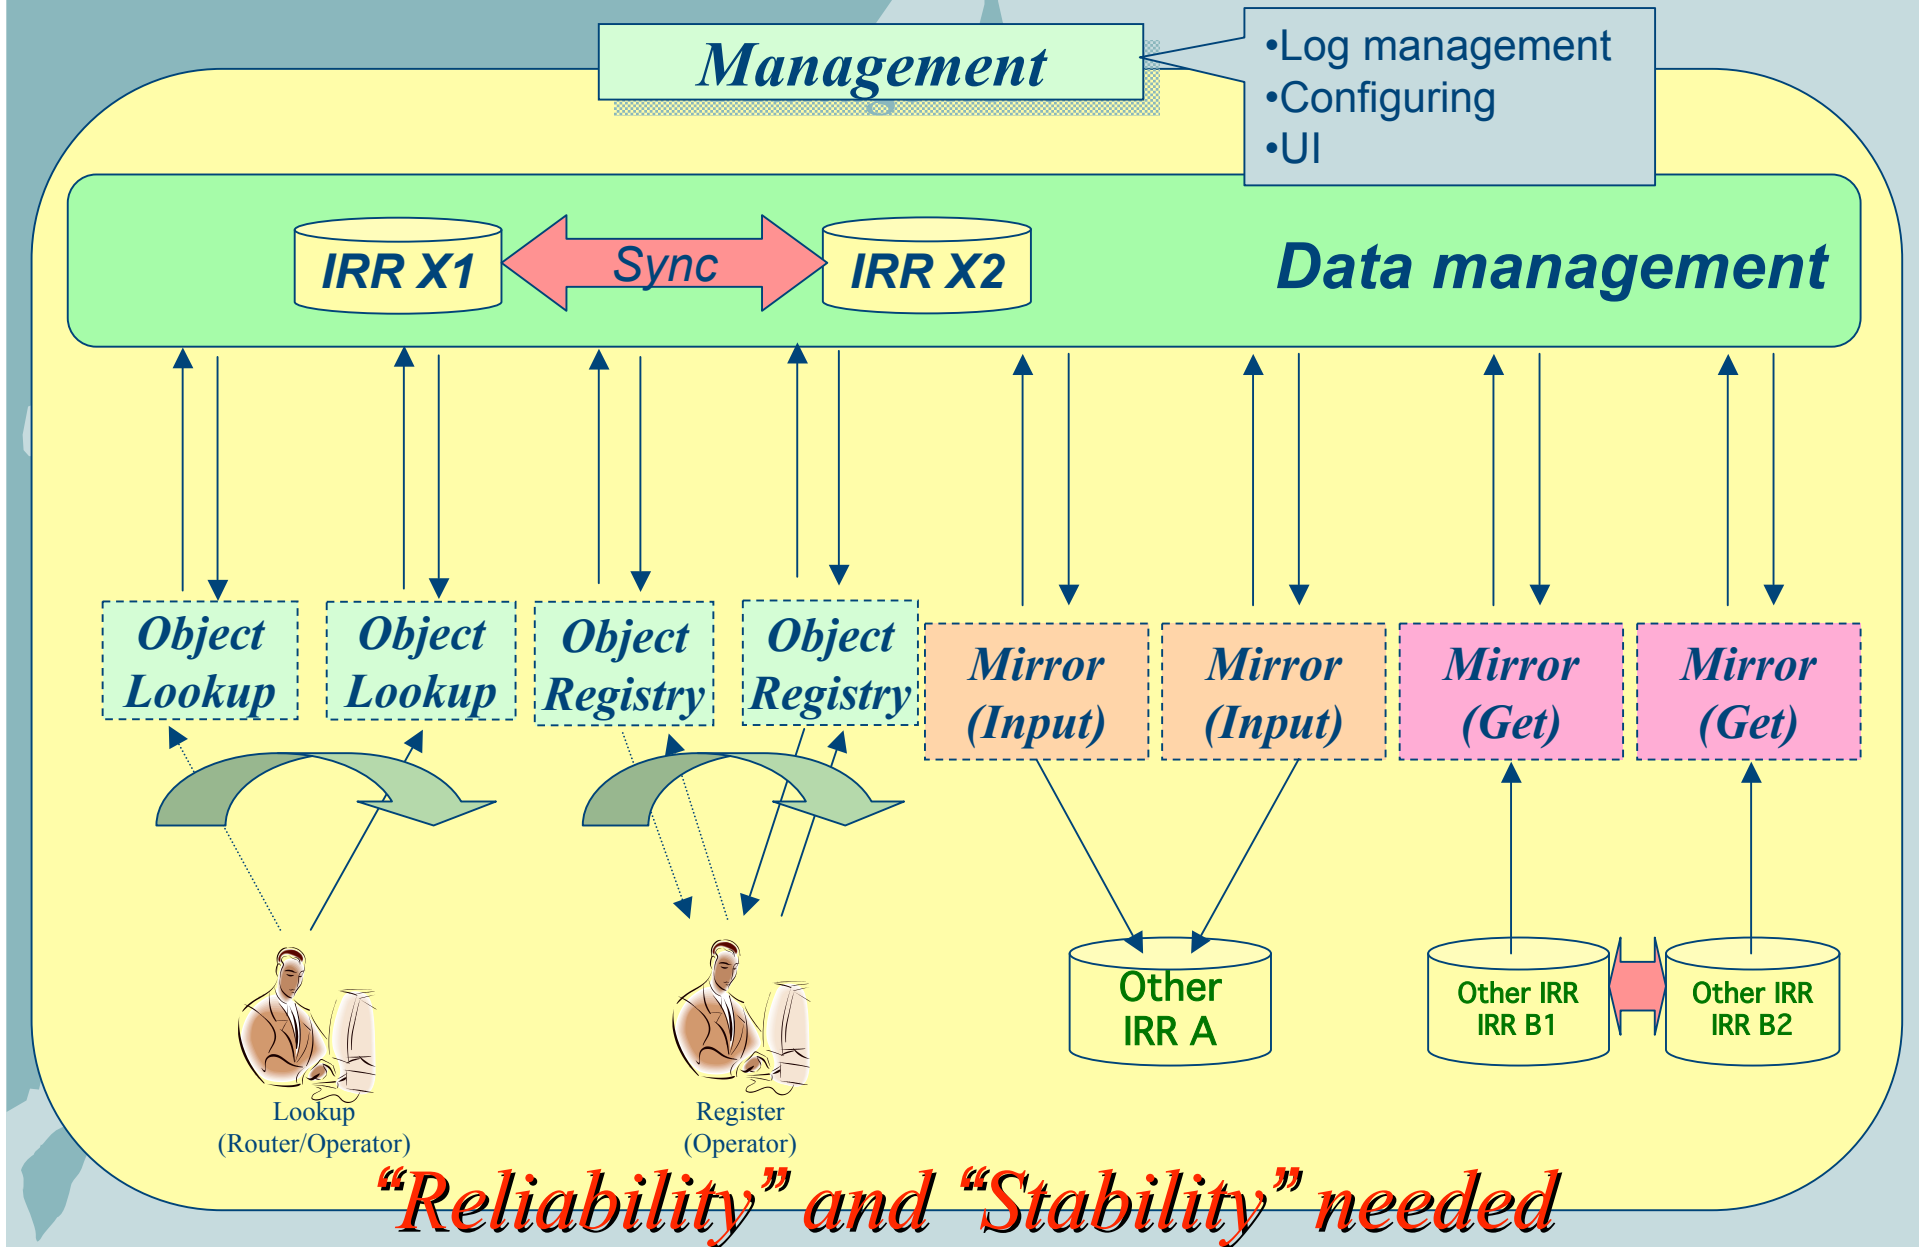 Management
•Log management
•Configuring
•UI
IRR X1
Sync
IRR X2
Data management
Object
Lookup
Object
Lookup
Object
Registry
Object
Registry
Mirror
(Input)
Mirror
(Input)
Mirror
(Get)
Mirror
(Get)
Other
IRR A
Other IRR
IRR B1
Other IRR
IRR B2
Lookup
(Router/Operator)
Register
(Operator)
“Reliability” and “Stability” needed